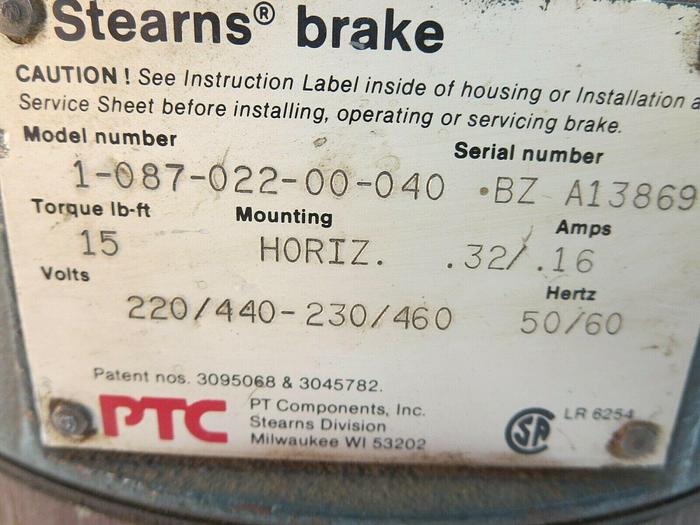 Stearns® brake
CAUTION! See Instruction Label inside of housing or Installation
Service Sheet before installing, operating or servicing brake.
Model number Serial number
1-087-022-00-040 BZ A13869
Torque lb-ft Mounting Amps
15 HORIZ. .32/.16
Volts Hertz
220/440-230/460 50/60
Patent nos. 3095068 & 3045782.
PTC PT Components, Inc.
Stearns Division
Milwaukee WI 53202
SA LR 6254